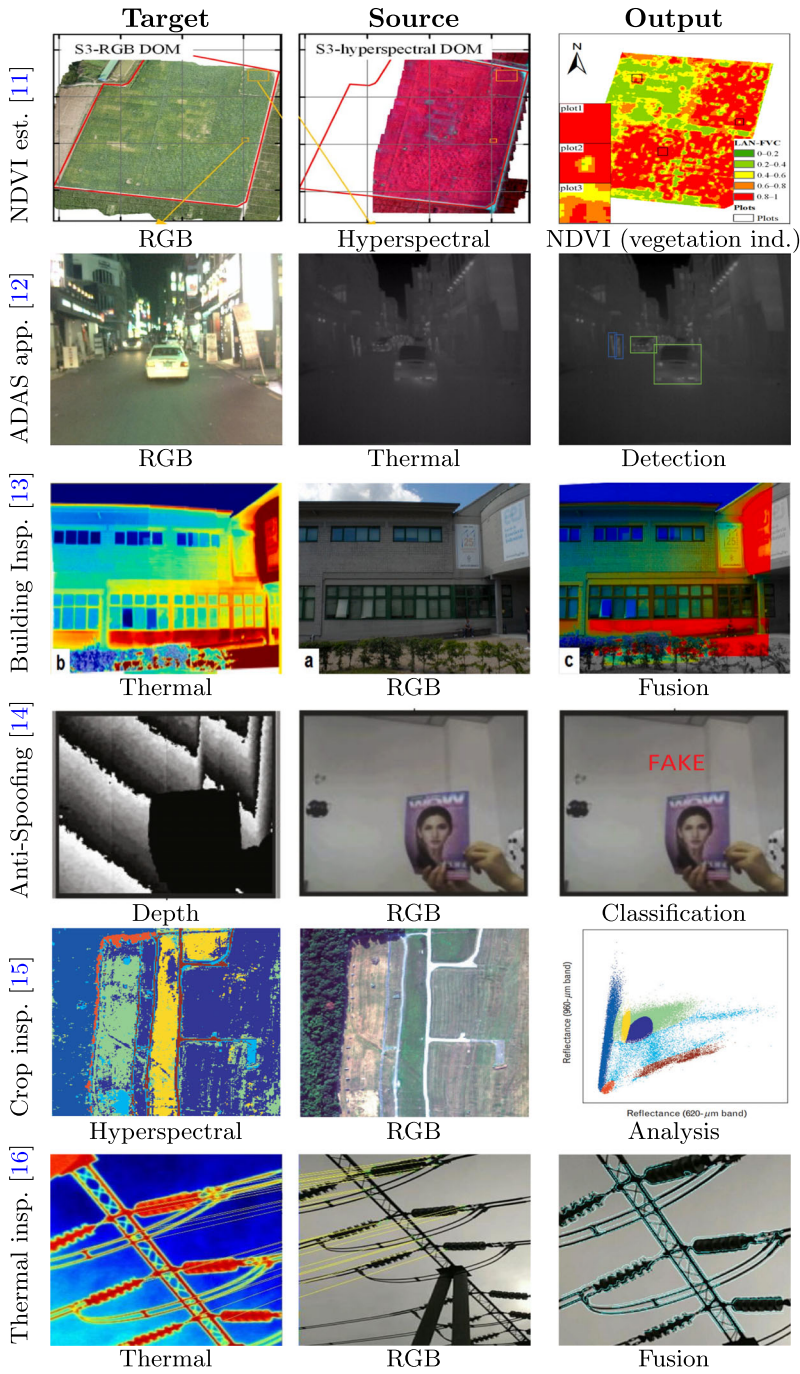 Target
Source
Output
NDVI est. [11]
S3-RGB DOM
S3-hyperspectral DOM
N
plot1
plot2
plot3
LAN-FVC
0–0.2
0.2–0.4
0.4–0.6
0.6–0.8
0.8–1
Plots
Plots
RGB
Hyperspectral
NDVI (vegetation ind.)
ADAS app. [12]
RGB
Thermal
Detection
Building Insp. [13]
b
a
c
Thermal
RGB
Fusion
Anti-Spoofing [14]
FAKE
Depth
RGB
Classification
Crop insp. [15]
Reflectance (960-μm band)
Reflectance (620-μm band)
Hyperspectral
RGB
Analysis
Thermal insp. [16]
Thermal
RGB
Fusion